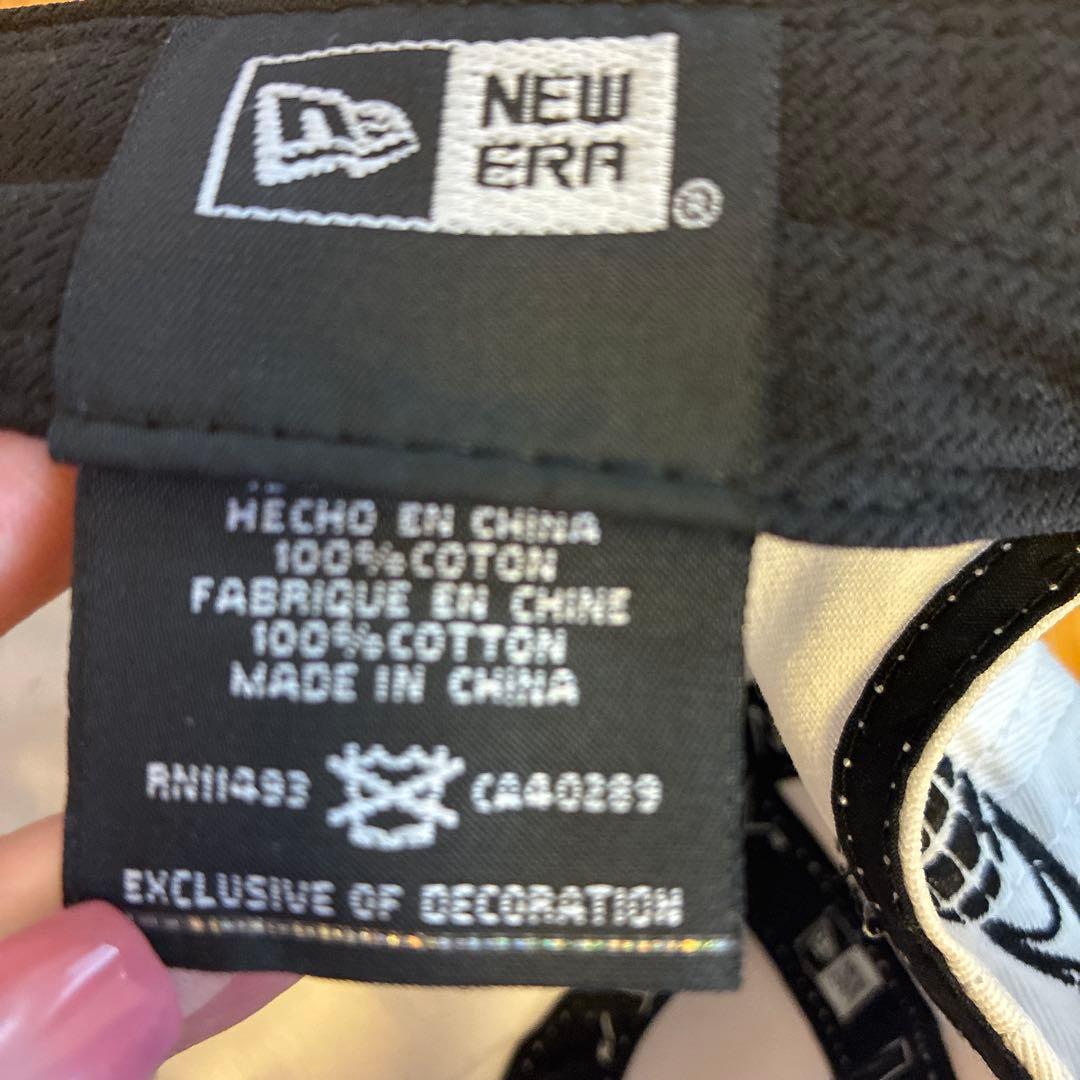 NEW
ERA
®
HECHO EN CHINA
100% COTON
FABRIQUE EN CHINE
100% COTTON
MADE IN CHINA
RN11493 CA40289
EXCLUSIVE OF DECORATION